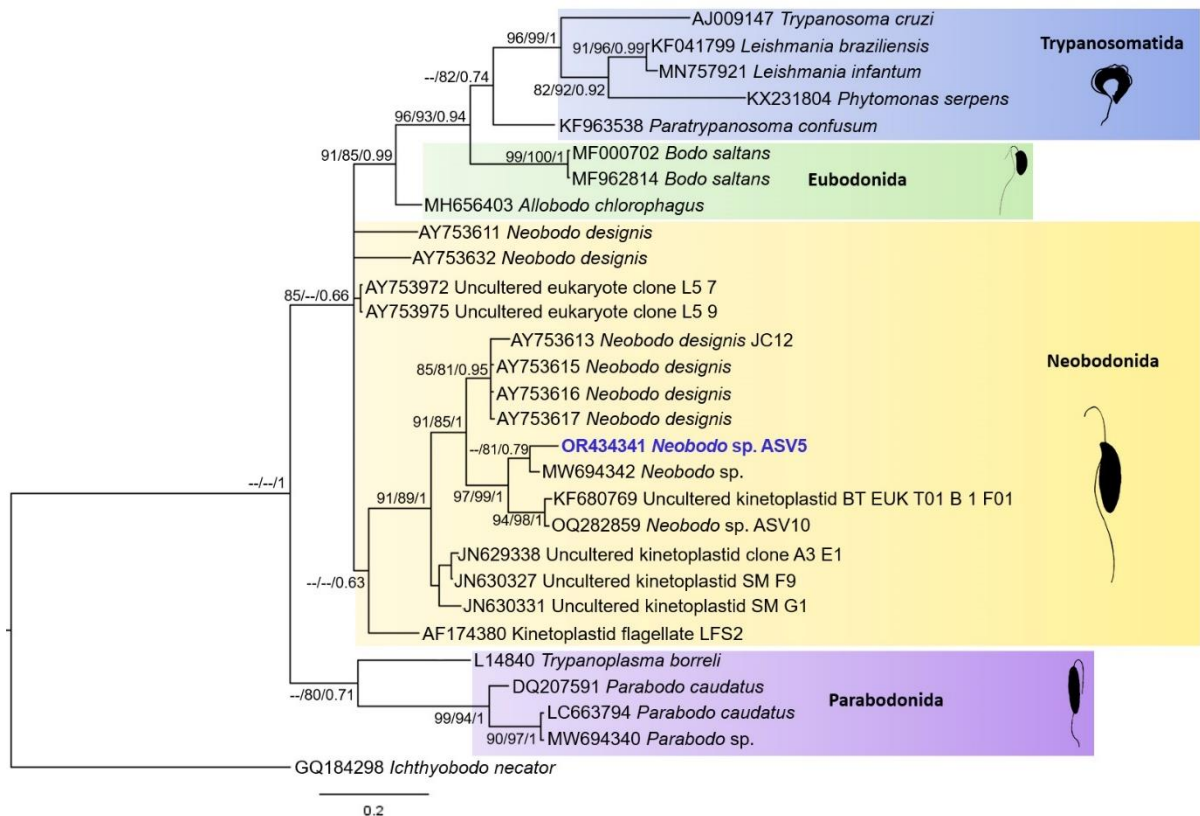 AJ009147 Trypanosoma cruzi
96/99/1
91/96/0.99
KF041799 Leishmania braziliensis
Trypanosomatida
MN757921 Leishmania infantum
--/82/0.74
82/92/0.92
KX231804 Phytomonas serpens
96/93/0.94
KF963538 Paratrypanosoma confusum
91/85/0.99
99/100/1
MF000702 Bodo saltans
MF962814 Bodo saltans
Eubodonida
MH656403 Allobodo chlorophagus
AY753611 Neobodo designis
AY753632 Neobodo designis
85/--/0.66
AY753972 Uncultured eukaryote clone L5 7
AY753975 Uncultured eukaryote clone L5 9
AY753613 Neobodo designis JC12
Neobodonida
85/81/0.95
AY753615 Neobodo designis
AY753616 Neobodo designis
91/85/1
AY753617 Neobodo designis
--/81/0.79
OR434341 Neobodo sp. ASV5
MW694342 Neobodo sp.
--/--/1
91/89/1
97/99/1
KF680769 Uncultured kinetoplastid BT EUK T01 B 1 F01
94/98/1
OQ282859 Neobodo sp. ASV10
JN629338 Uncultured kinetoplastid clone A3 E1
--/--/0.63
JN630327 Uncultured kinetoplastid SM F9
JN630331 Uncultured kinetoplastid SM G1
AF174380 Kinetoplastid flagellate LFS2
L14840 Trypanoplasma borreli
--/80/0.71
DQ207591 Parabodo caudatus
Parabodonida
99/94/1
LC663794 Parabodo caudatus
90/97/1
MW694340 Parabodo sp.
GQ184298 Ichthyobodo necator
0.2